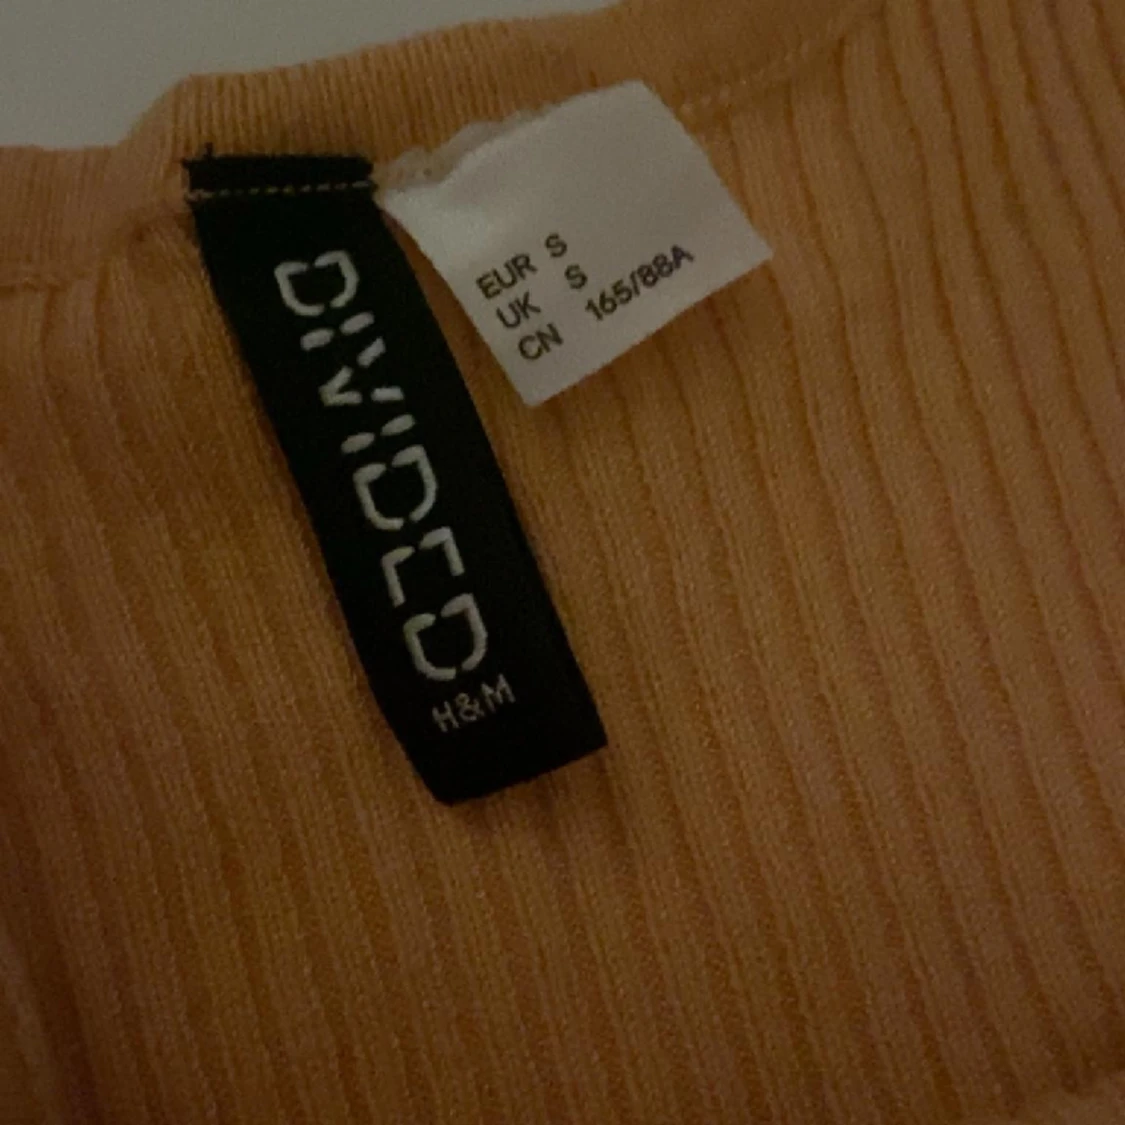 DIVIDED
H&M
EUR S
UK S
CN 165/88A